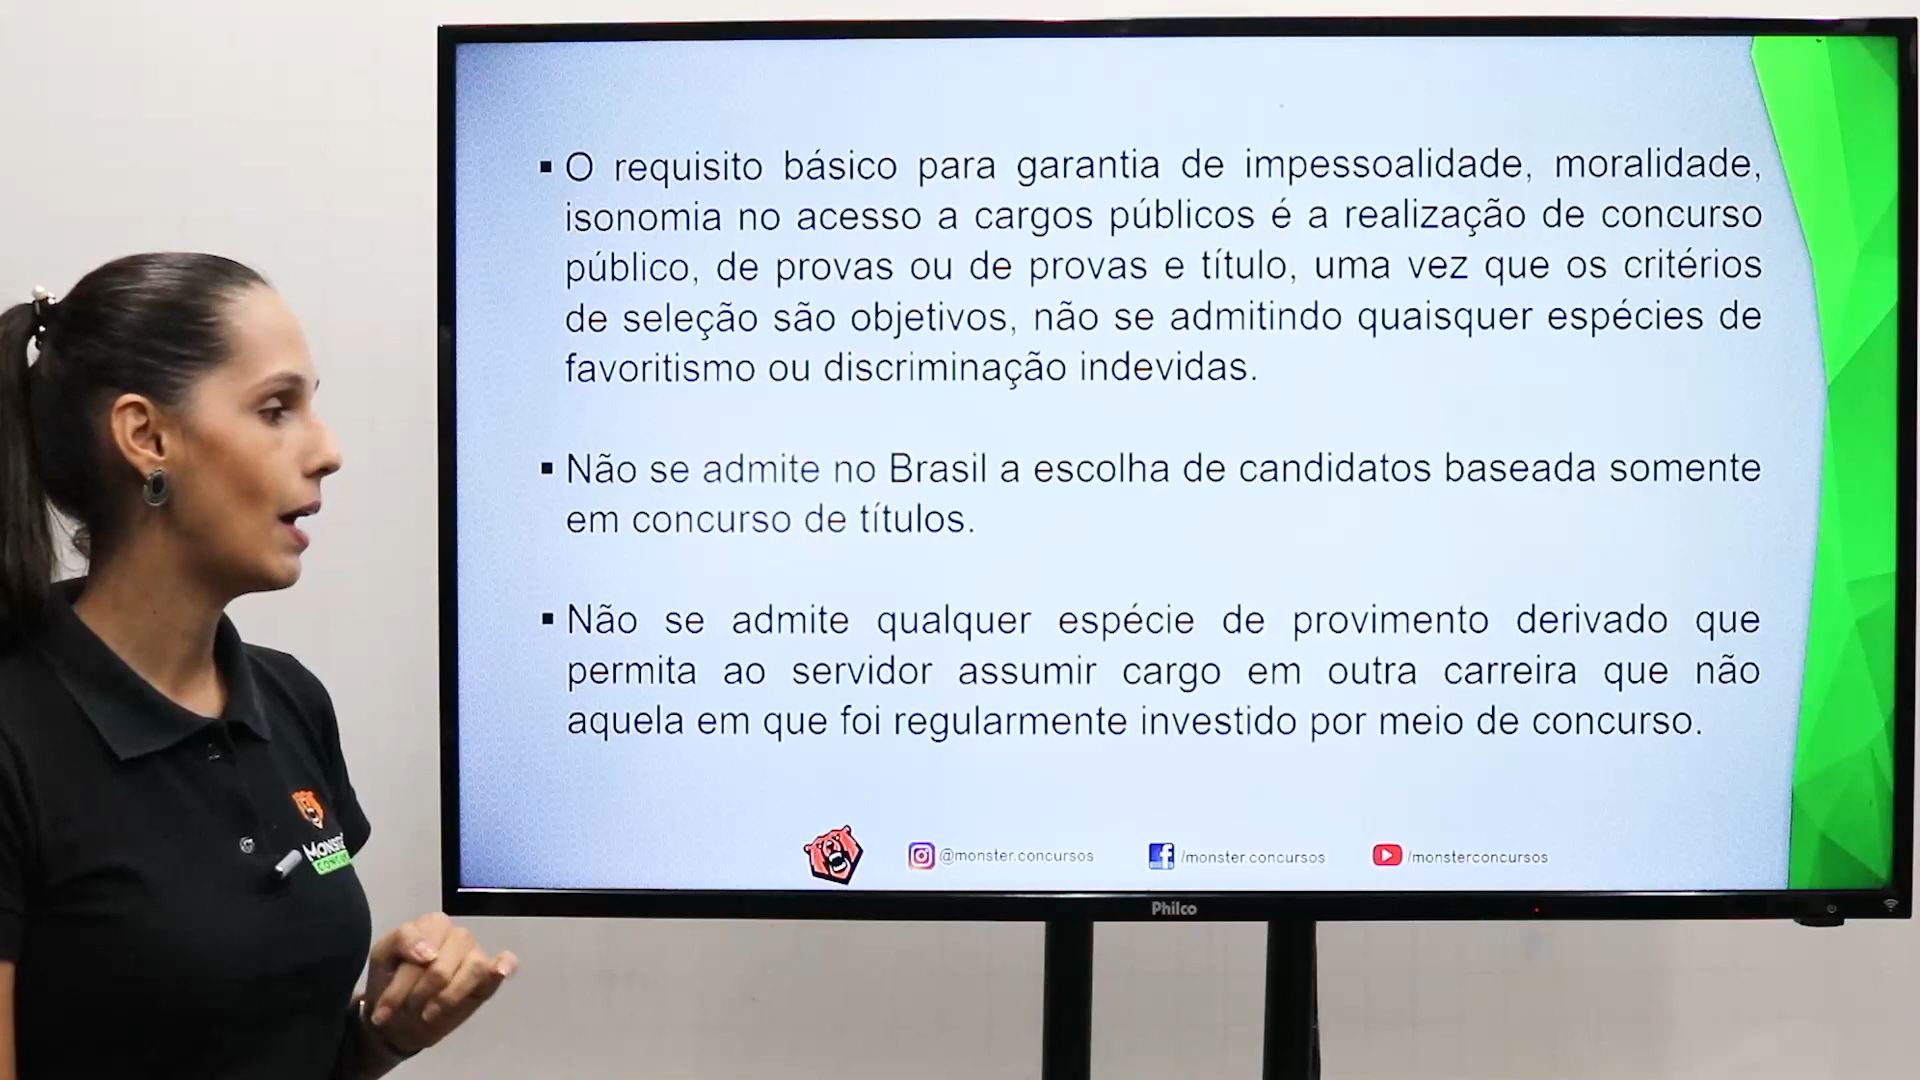 ▪ O requisito básico para garantia de impessoalidade, moralidade,
isonomia no acesso a cargos públicos é a realização de concurso
público, de provas ou de provas e título, uma vez que os critérios
de seleção são objetivos, não se admitindo quaisquer espécies de
favoritismo ou discriminação indevidas.
▪ Não se admite no Brasil a escolha de candidatos baseada somente
em concurso de títulos.
▪ Não se admite qualquer espécie de provimento derivado que
permita ao servidor assumir cargo em outra carreira que não
aquela em que foi regularmente investido por meio de concurso.
@monster.concursos /monster.concursos /monsterconcursos
Philco